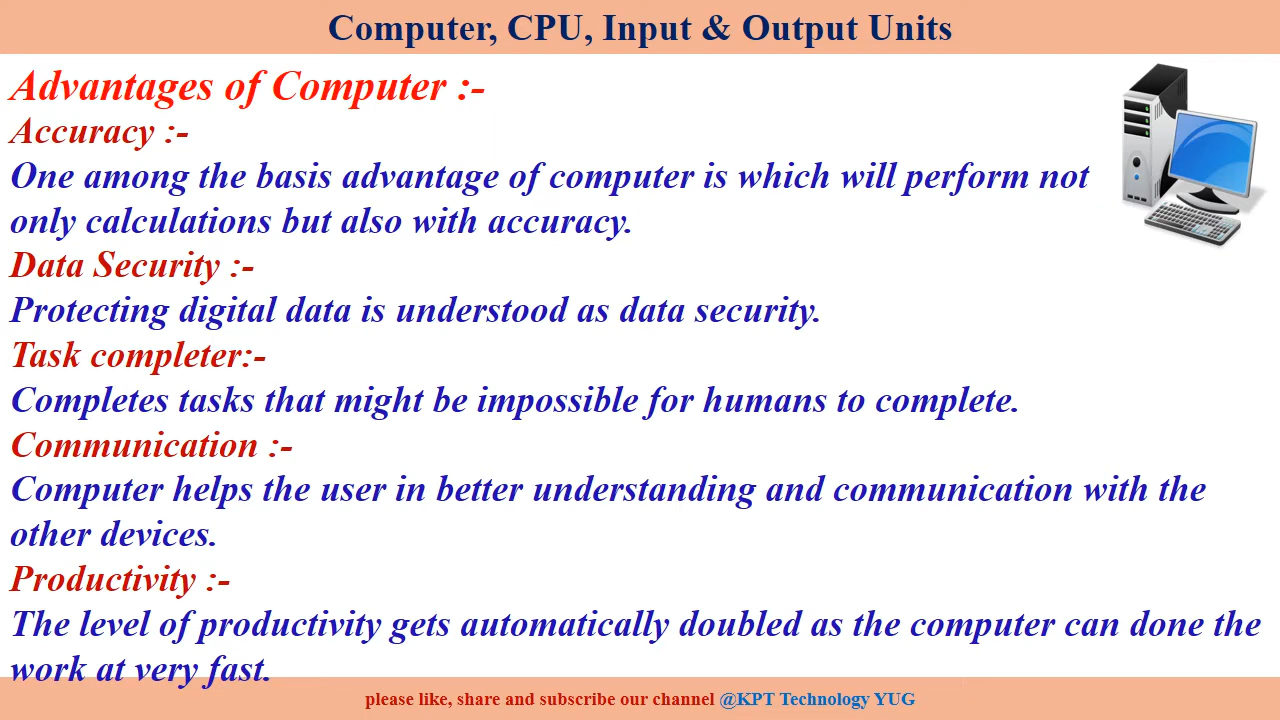 Computer, CPU, Input & Output Units
Advantages of Computer :-
Accuracy :-
One among the basis advantage of computer is which will perform not
only calculations but also with accuracy.
Data Security :-
Protecting digital data is understood as data security.
Task completer:-
Completes tasks that might be impossible for humans to complete.
Communication :-
Computer helps the user in better understanding and communication with the
other devices.
Productivity :-
The level of productivity gets automatically doubled as the computer can done the
work at very fast.
please like, share and subscribe our channel @KPT Technology YUG